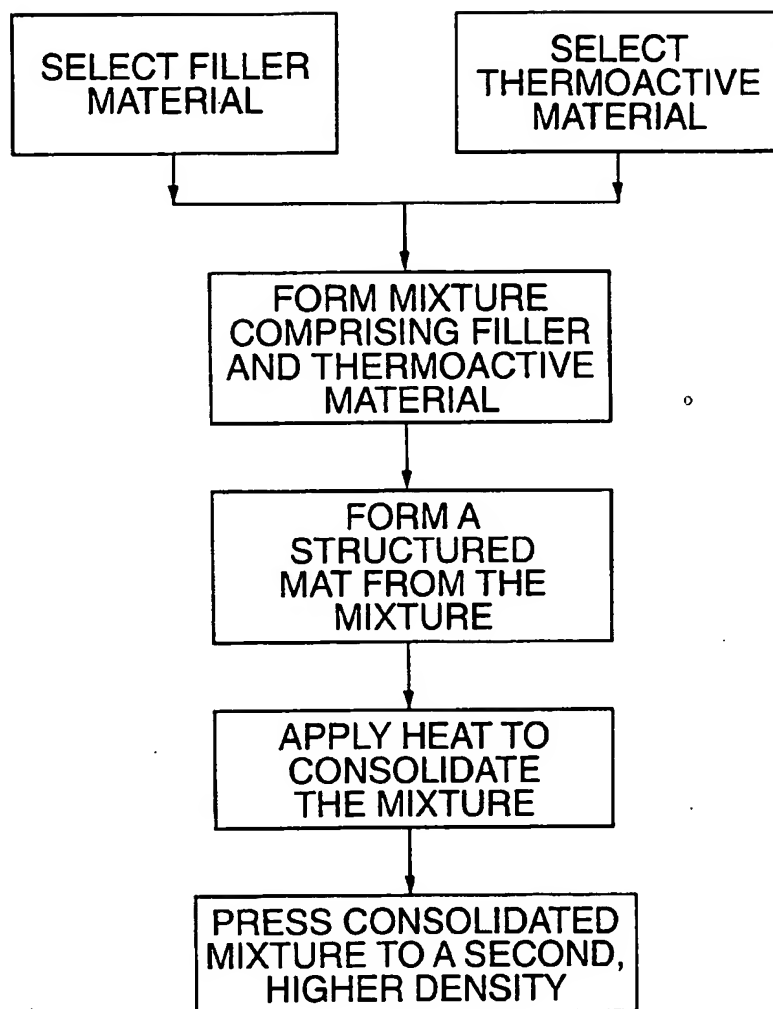 SELECT FILLER
MATERIAL
SELECT
THERMOACTIVE
MATERIAL
FORM MIXTURE
COMPRISING FILLER
AND THERMOACTIVE
MATERIAL
FORM A
STRUCTURED
MAT FROM THE
MIXTURE
APPLY HEAT TO
CONSOLIDATE
THE MIXTURE
PRESS CONSOLIDATED
MIXTURE TO A SECOND,
HIGHER DENSITY